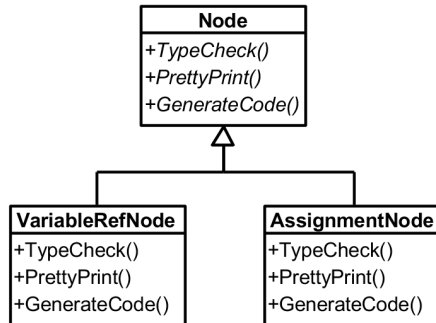 Node
+TypeCheck()
+PrettyPrint()
+GenerateCode()
VariableRefNode
+TypeCheck()
+PrettyPrint()
+GenerateCode()
AssignmentNode
+TypeCheck()
+PrettyPrint()
+GenerateCode()